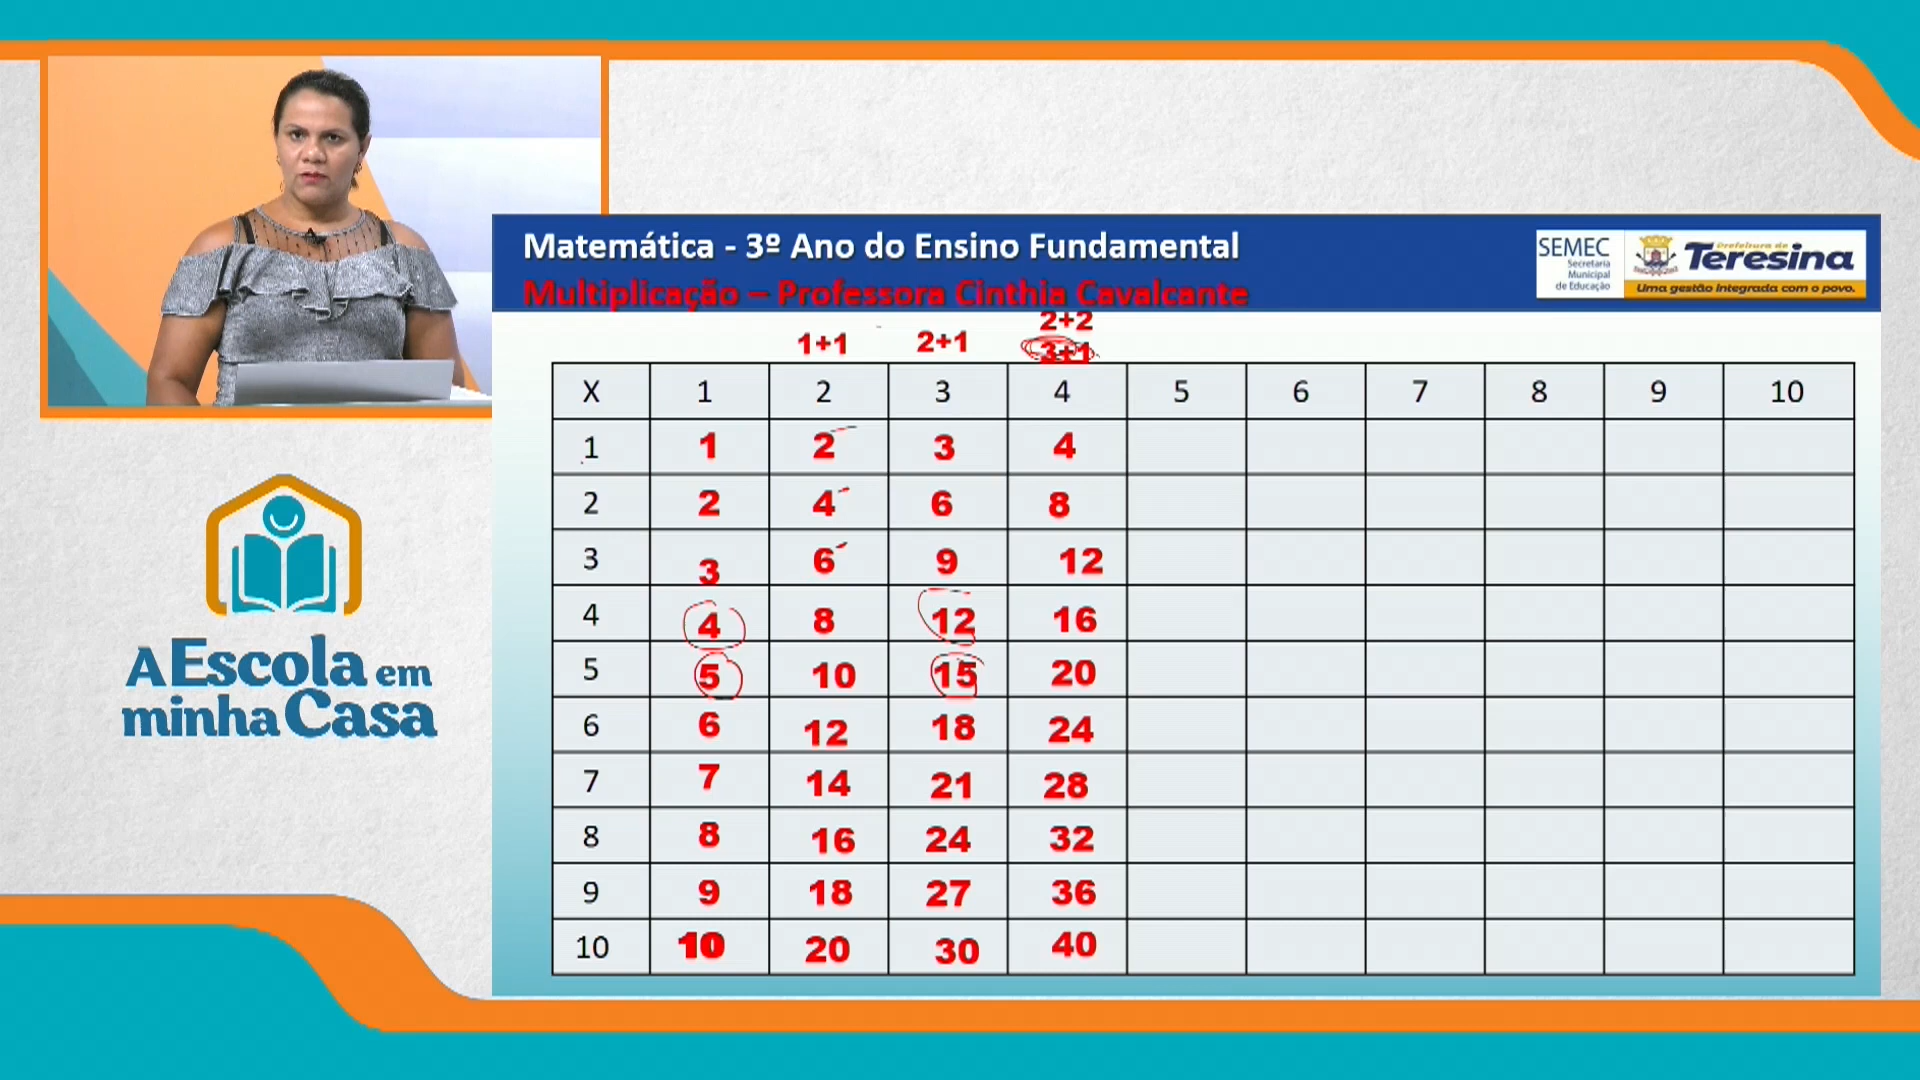 Matemática - 3º Ano do Ensino Fundamental
Multiplicação – Professora Cinthia Cavalcante
SEMEC
Secretaria
Municipal
de Educação
Prefeitura de
Teresina
Uma gestão integrada com o povo.
1+1 2+1 2+2
3+1
X 1 2 3 4 5 6 7 8 9 10
1 1 2 3 4
2 2 4 6 8
3 3 6 9 12
4 4 8 12 16
5 5 10 15 20
6 6 12 18 24
7 7 14 21 28
8 8 16 24 32
9 9 18 27 36
10 10 20 30 40
A Escola em
minha Casa